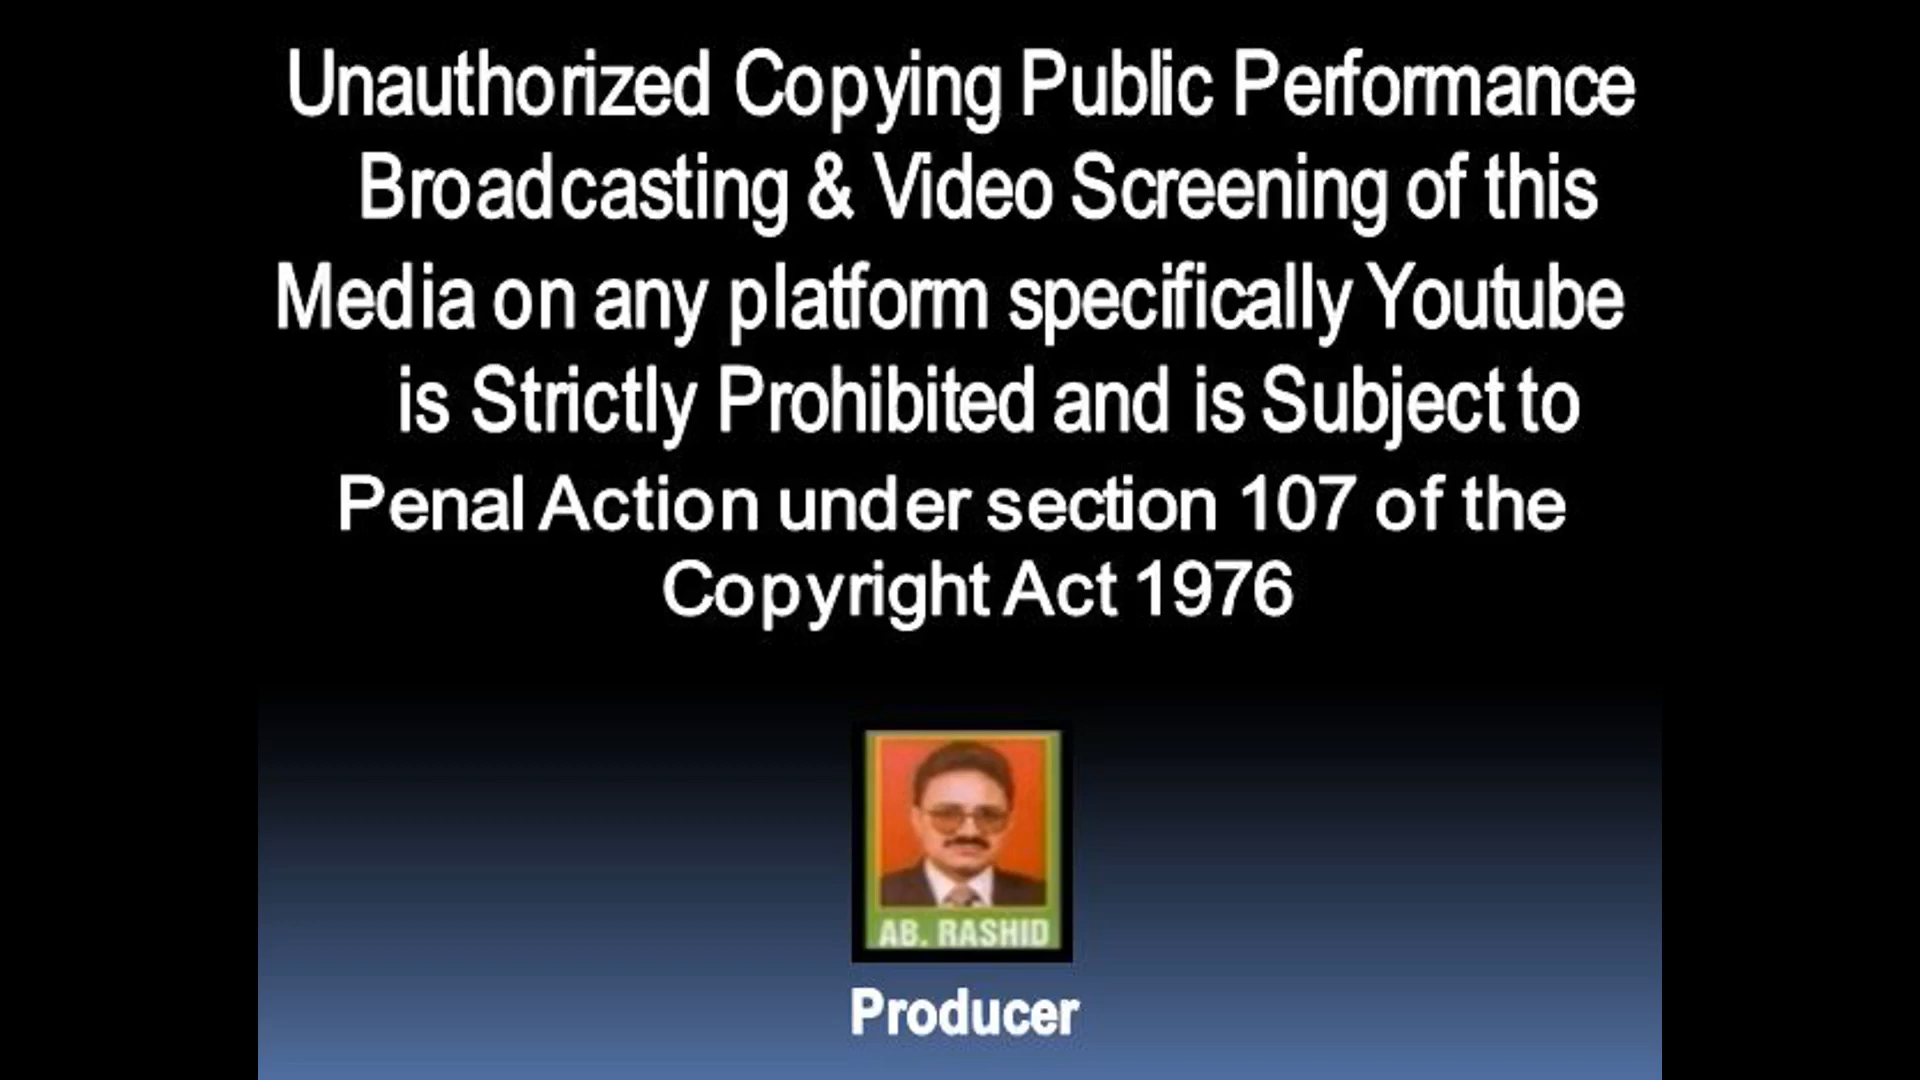 Unauthorized Copying Public Performance
Broadcasting & Video Screening of this
Media on any platform specifically Youtube
is Strictly Prohibited and is Subject to
Penal Action under section 107 of the
Copyright Act 1976
AB. RASHID
Producer